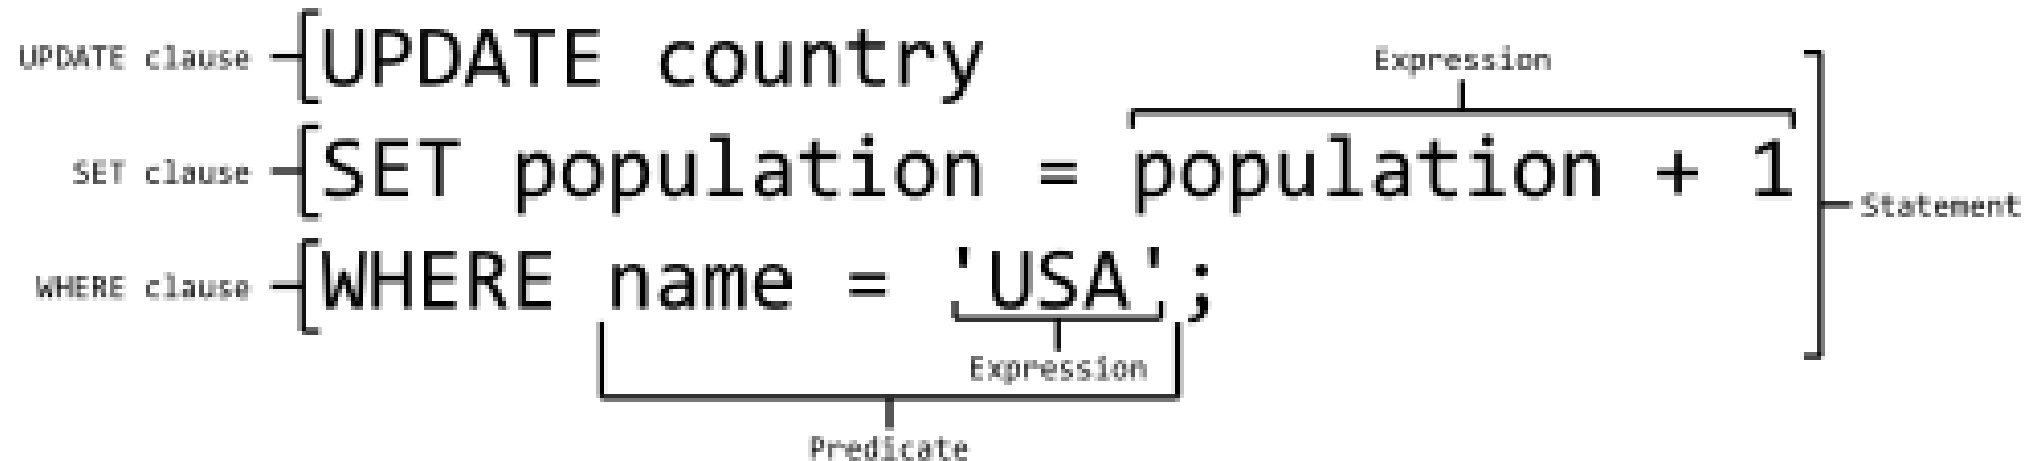 UPDATE clause UPDATE country
Expression
SET clause SET population = population + 1
Statement
WHERE clause WHERE name = 'USA';
Expression
Predicate